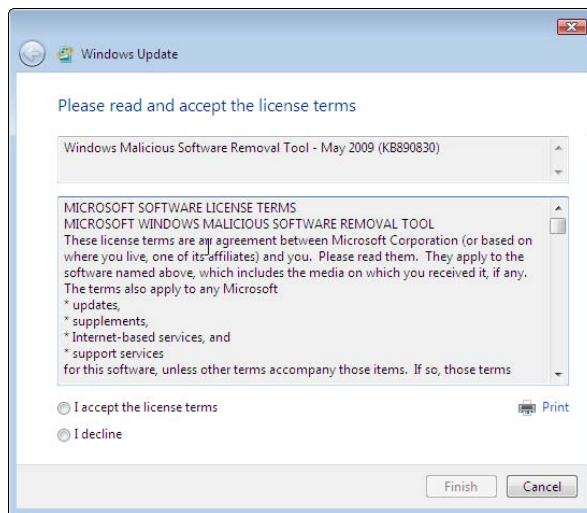 Windows Update
Please read and accept the license terms
Windows Malicious Software Removal Tool - May 2009 (KB890830)
MICROSOFT SOFTWARE LICENSE TERMS
MICROSOFT WINDOWS MALICIOUS SOFTWARE REMOVAL TOOL
These license terms are an agreement between Microsoft Corporation (or based on
where you live, one of its affiliates) and you.  Please read them.  They apply to the
software named above, which includes the media on which you received it, if any.
The terms also apply to any Microsoft
* updates,
* supplements,
* Internet-based services, and
* support services
for this software, unless other terms accompany those items.  If so, those terms
I accept the license terms
Print
I decline
Finish
Cancel